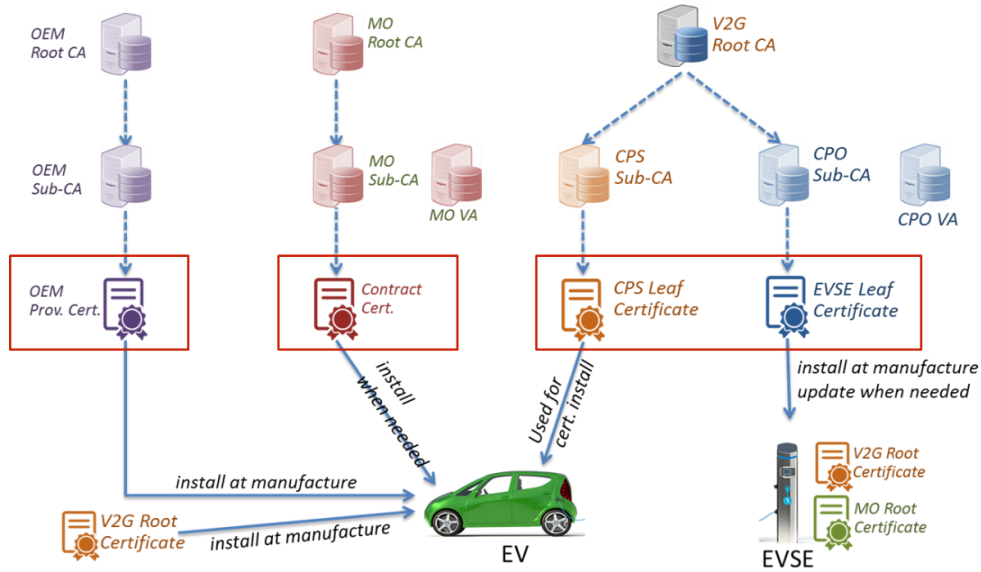 OEM
Root CA
MO
Root CA
V2G
Root CA
OEM
Sub-CA
MO
Sub-CA
MO VA
CPS
Sub-CA
CPO
Sub-CA
CPO VA
OEM
Prov. Cert.
Contract
Cert.
CPS Leaf
Certificate
EVSE Leaf
Certificate
install
when needed
Used for
cert. install
install at manufacture
update when needed
install at manufacture
V2G Root
Certificate
install at manufacture
EV
V2G Root
Certificate
MO Root
Certificate
EVSE